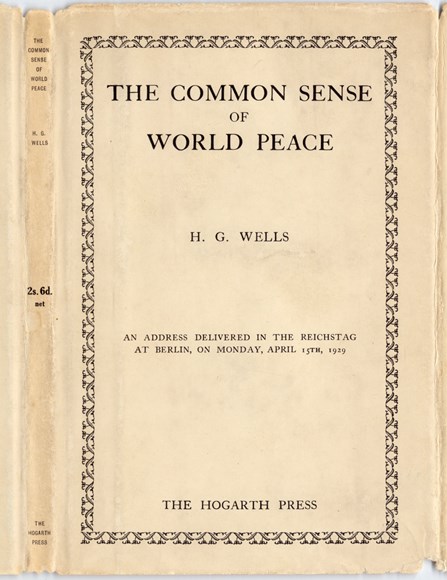 THE
COMMON
SENSE
OF
WORLD
PEACE
H. G.
WELLS
2s. 6d.
net
THE
HOGARTH
PRESS
THE COMMON SENSE
OF
WORLD PEACE
H. G. WELLS
AN ADDRESS DELIVERED IN THE REICHSTAG
AT BERLIN, ON MONDAY, APRIL 15TH, 1929
THE HOGARTH PRESS